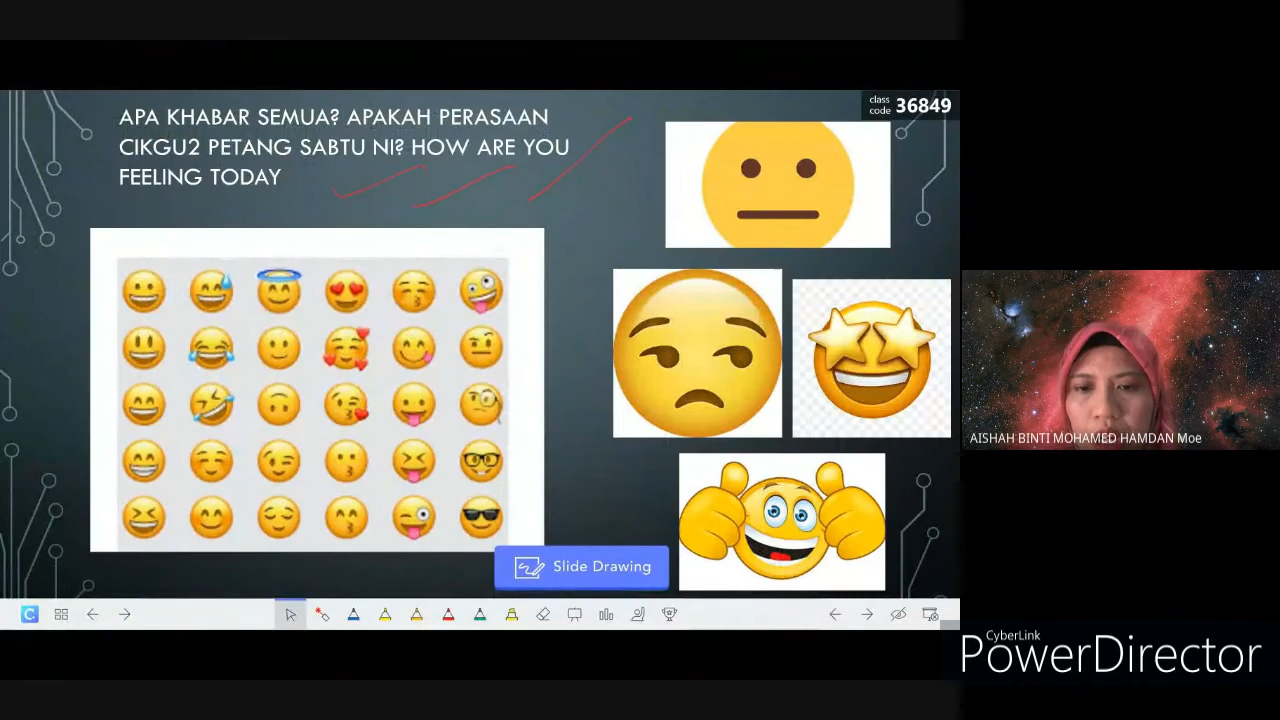 APA KHABAR SEMUA? APAKAH PERASAAN
CIKGU2 PETANG SABTU NI? HOW ARE YOU
FEELING TODAY
class
code 36849
Slide Drawing
AISHAH BINTI MOHAMED HAMDAN Moe
CyberLink
PowerDirector